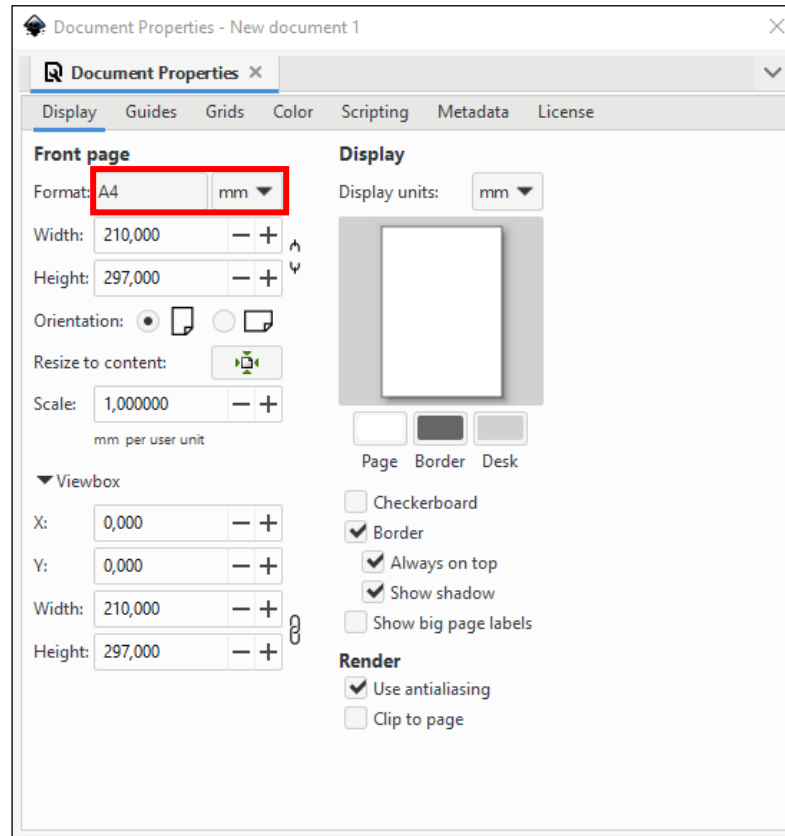 Document Properties - New document 1
Document Properties
Display Guides Grids Color Scripting Metadata License
Front page
Format: A4 mm
Width: 210,000
Height: 297,000
Orientation:
Resize to content:
Scale: 1,000000
mm per user unit
Viewbox
X: 0,000
Y: 0,000
Width: 210,000
Height: 297,000
Display
Display units: mm
Page Border Desk
Checkerboard
Border
Always on top
Show shadow
Show big page labels
Render
Use antialiasing
Clip to page